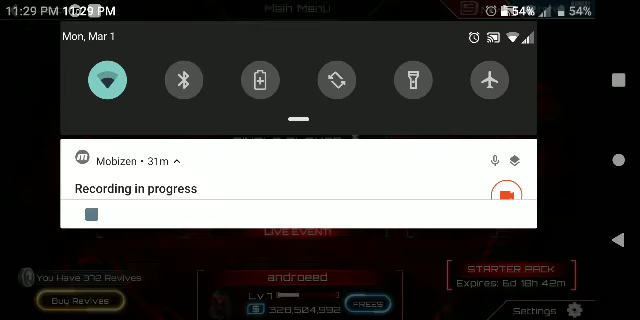 11:29 PM 11:29 PM
Main Menu
54% 54%
Mon, Mar 1
Mobizen • 31m
Recording in progress
LIVE EVENT!
You Have 372 Revives
Buy Revives
androeed
Lv 7
$ 328,504,992
FREE$
STARTER PACK
Expires: 6d 18h 42m
Settings